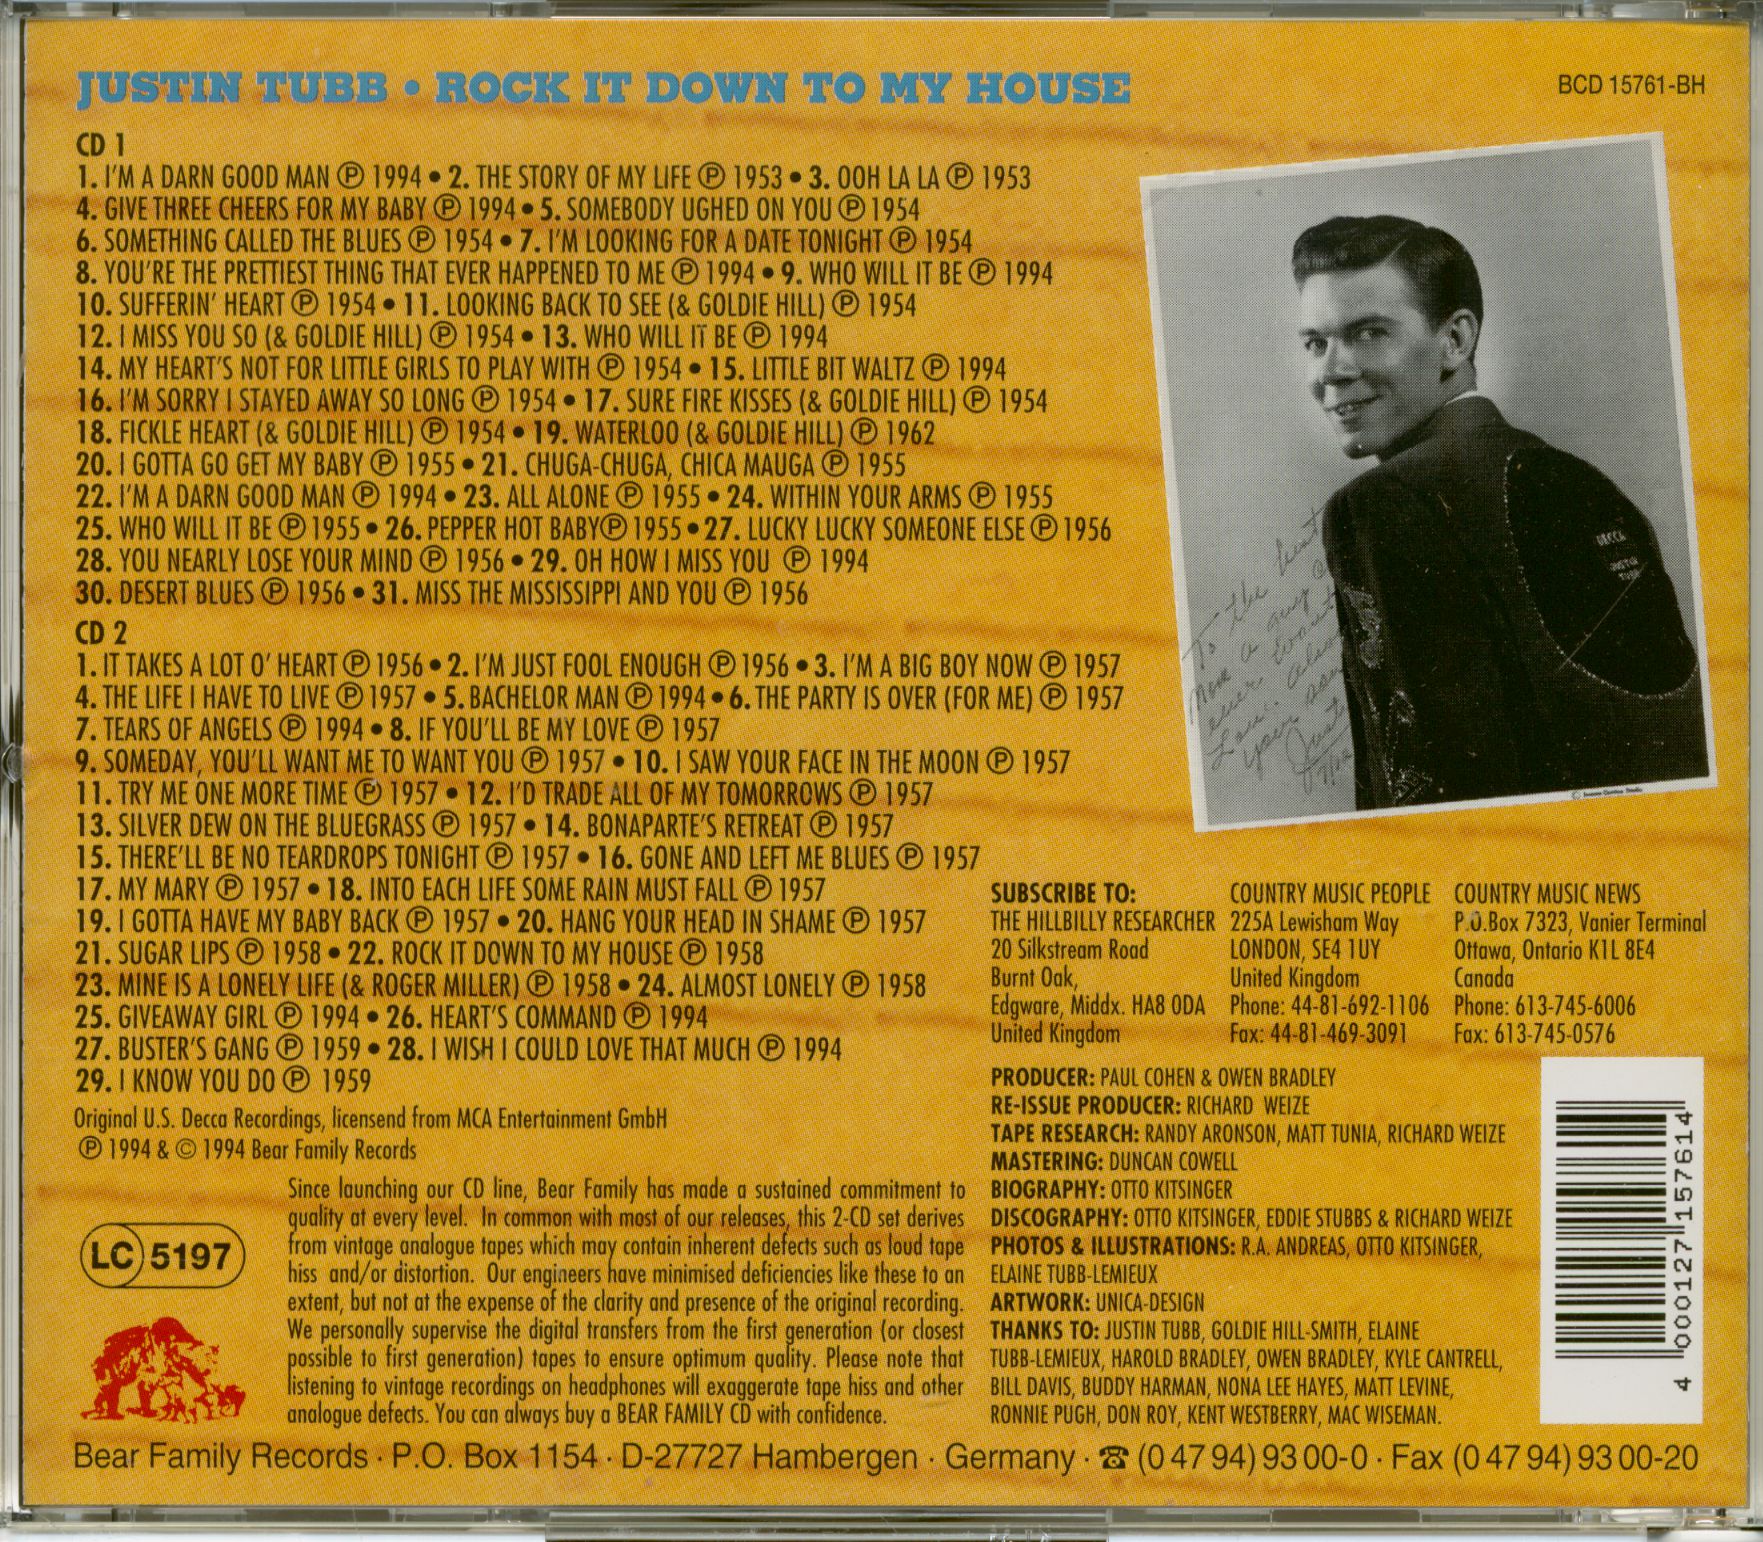 JUSTIN TUBB • ROCK IT DOWN TO MY HOUSE
BCD 15761-BH
CD 1
1. I'M A DARN GOOD MAN Ⓟ 1994 • 2. THE STORY OF MY LIFE Ⓟ 1953 • 3. OOH LA LA Ⓟ 1953
4. GIVE THREE CHEERS FOR MY BABY Ⓟ 1994 • 5. SOMEBODY UGHED ON YOU Ⓟ 1954
6. SOMETHING CALLED THE BLUES Ⓟ 1954 • 7. I'M LOOKING FOR A DATE TONIGHT Ⓟ 1954
8. YOU'RE THE PRETTIEST THING THAT EVER HAPPENED TO ME Ⓟ 1994 • 9. WHO WILL IT BE Ⓟ 1994
10. SUFFERIN' HEART Ⓟ 1954 • 11. LOOKING BACK TO SEE (& GOLDIE HILL) Ⓟ 1954
12. I MISS YOU SO (& GOLDIE HILL) Ⓟ 1954 • 13. WHO WILL IT BE Ⓟ 1994
14. MY HEART'S NOT FOR LITTLE GIRLS TO PLAY WITH Ⓟ 1954 • 15. LITTLE BIT WALTZ Ⓟ 1994
16. I'M SORRY I STAYED AWAY SO LONG Ⓟ 1954 • 17. SURE FIRE KISSES (& GOLDIE HILL) Ⓟ 1954
18. FICKLE HEART (& GOLDIE HILL) Ⓟ 1954 • 19. WATERLOO (& GOLDIE HILL) Ⓟ 1962
20. I GOTTA GO GET MY BABY Ⓟ 1955 • 21. CHUGA-CHUGA, CHICA MAUGA Ⓟ 1955
22. I'M A DARN GOOD MAN Ⓟ 1994 • 23. ALL ALONE Ⓟ 1955 • 24. WITHIN YOUR ARMS Ⓟ 1955
25. WHO WILL IT BE Ⓟ 1955 • 26. PEPPER HOT BABY Ⓟ 1955 • 27. LUCKY LUCKY SOMEONE ELSE Ⓟ 1956
28. YOU NEARLY LOSE YOUR MIND Ⓟ 1956 • 29. OH HOW I MISS YOU Ⓟ 1994
30. DESERT BLUES Ⓟ 1956 • 31. MISS THE MISSISSIPPI AND YOU Ⓟ 1956
CD 2
1. IT TAKES A LOT O' HEART Ⓟ 1956 • 2. I'M JUST FOOL ENOUGH Ⓟ 1956 • 3. I'M A BIG BOY NOW Ⓟ 1957
4. THE LIFE I HAVE TO LIVE Ⓟ 1957 • 5. BACHELOR MAN Ⓟ 1994 • 6. THE PARTY IS OVER (FOR ME) Ⓟ 1957
7. TEARS OF ANGELS Ⓟ 1994 • 8. IF YOU'LL BE MY LOVE Ⓟ 1957
9. SOMEDAY, YOU'LL WANT ME TO WANT YOU Ⓟ 1957 • 10. I SAW YOUR FACE IN THE MOON Ⓟ 1957
11. TRY ME ONE MORE TIME Ⓟ 1957 • 12. I'D TRADE ALL OF MY TOMORROWS Ⓟ 1957
13. SILVER DEW ON THE BLUEGRASS Ⓟ 1957 • 14. BONAPARTE'S RETREAT Ⓟ 1957
15. THERE'LL BE NO TEARDROPS TONIGHT Ⓟ 1957 • 16. GONE AND LEFT ME BLUES Ⓟ 1957
17. MY MARY Ⓟ 1957 • 18. INTO EACH LIFE SOME RAIN MUST FALL Ⓟ 1957
19. I GOTTA HAVE MY BABY BACK Ⓟ 1957 • 20. HANG YOUR HEAD IN SHAME Ⓟ 1957
21. SUGAR LIPS Ⓟ 1958 • 22. ROCK IT DOWN TO MY HOUSE Ⓟ 1958
23. MINE IS A LONELY LIFE (& ROGER MILLER) Ⓟ 1958 • 24. ALMOST LONELY Ⓟ 1958
25. GIVEAWAY GIRL Ⓟ 1994 • 26. HEART'S COMMAND Ⓟ 1994
27. BUSTER'S GANG Ⓟ 1959 • 28. I WISH I COULD LOVE THAT MUCH Ⓟ 1994
29. I KNOW YOU DO Ⓟ 1959
Original U.S. Decca Recordings, licensend from MCA Entertainment GmbH
Ⓟ 1994 & © 1994 Bear Family Records
LC 5197
Since launching our CD line, Bear Family has made a sustained commitment to
quality at every level. In common with most of our releases, this 2-CD set derives
from vintage analogue tapes which may contain inherent defects such as loud tape
hiss and/or distortion. Our engineers have minimised deficiencies like these to an
extent, but not at the expense of the clarity and presence of the original recording.
We personally supervise the digital transfers from the first generation (or closest
possible to first generation) tapes to ensure optimum quality. Please note that
listening to vintage recordings on headphones will exaggerate tape hiss and other
analogue defects. You can always buy a BEAR FAMILY CD with confidence.
DECCA
JUSTIN
TUBB
To the best
SUBSCRIBE TO:
THE HILLBILLY RESEARCHER
20 Silkstream Road
Burnt Oak,
Edgware, Middx. HA8 0DA
United Kingdom
COUNTRY MUSIC PEOPLE
225A Lewisham Way
LONDON, SE4 1UY
United Kingdom
Phone: 44-81-692-1106
Fax: 44-81-469-3091
COUNTRY MUSIC NEWS
P.O.Box 7323, Vanier Terminal
Ottawa, Ontario K1L 8E4
Canada
Phone: 613-745-6006
Fax: 613-745-0576
PRODUCER: PAUL COHEN & OWEN BRADLEY
RE-ISSUE PRODUCER: RICHARD WEIZE
TAPE RESEARCH: RANDY ARONSON, MATT TUNIA, RICHARD WEIZE
MASTERING: DUNCAN COWELL
BIOGRAPHY: OTTO KITSINGER
DISCOGRAPHY: OTTO KITSINGER, EDDIE STUBBS & RICHARD WEIZE
PHOTOS & ILLUSTRATIONS: R.A. ANDREAS, OTTO KITSINGER,
ELAINE TUBB-LEMIEUX
ARTWORK: UNICA-DESIGN
THANKS TO: JUSTIN TUBB, GOLDIE HILL-SMITH, ELAINE
TUBB-LEMIEUX, HAROLD BRADLEY, OWEN BRADLEY, KYLE CANTRELL,
BILL DAVIS, BUDDY HARMAN, NONA LEE HAYES, MATT LEVINE,
RONNIE PUGH, DON ROY, KENT WESTBERRY, MAC WISEMAN.
4 000127 157614
Bear Family Records · P.O. Box 1154 · D-27727 Hambergen · Germany · ☎ (0 47 94) 93 00-0 · Fax (0 47 94) 93 00-20